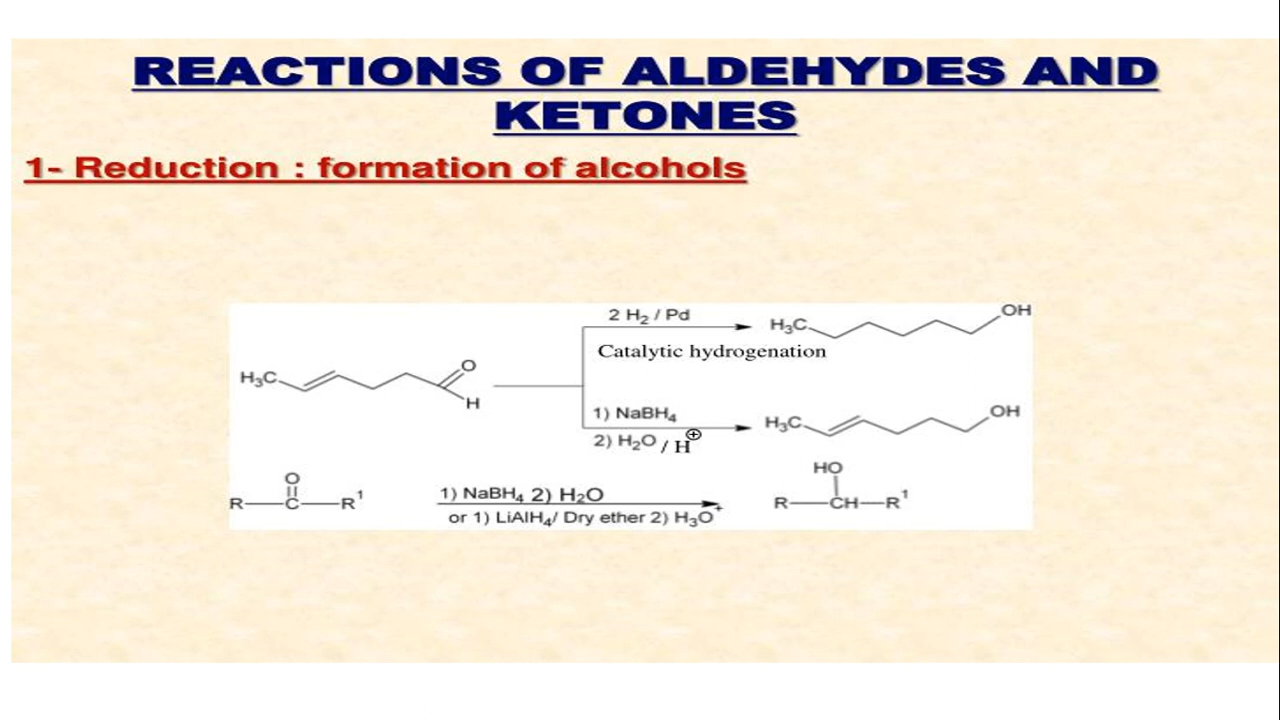 REACTIONS OF ALDEHYDES AND
KETONES
1- Reduction : formation of alcohols
2 H₂ / Pd
H₃C OH
Catalytic hydrogenation
H₃C O
H
1) NaBH₄
H₃C OH
2) H₂O / H⊕
O
R—C—R¹
1) NaBH₄ 2) H₂O
or 1) LiAlH₄/ Dry ether 2) H₃O⁺
HO
R—CH—R¹